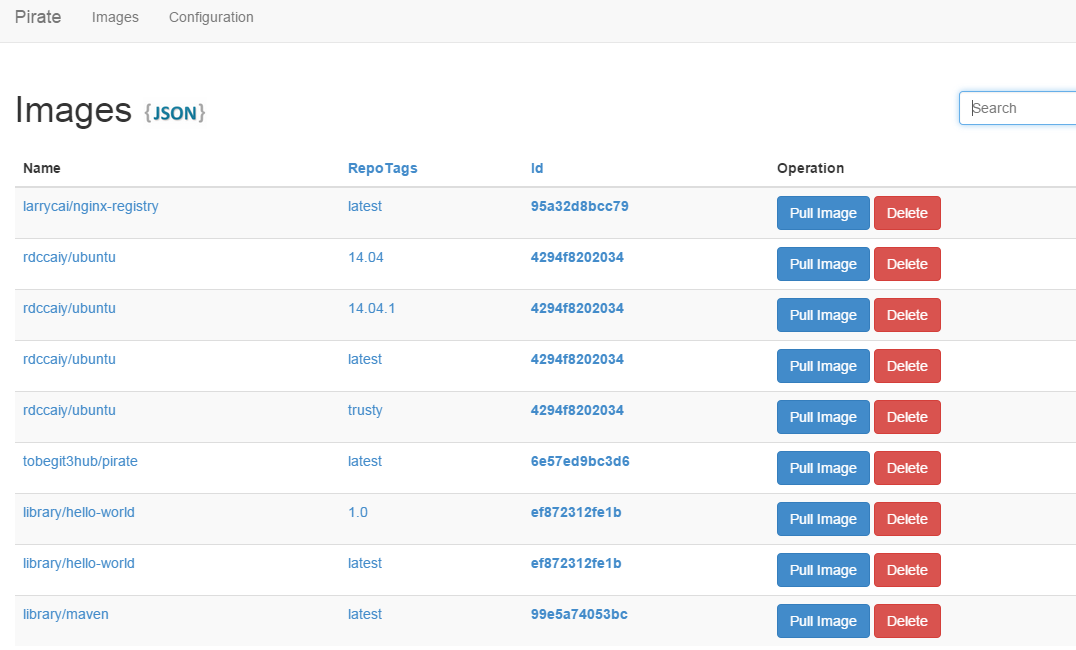 Pirate Images Configuration
Images {JSON} Search
Name RepoTags Id Operation
larrycai/nginx-registry latest 95a32d8bcc79 Pull Image Delete
rdccaiy/ubuntu 14.04 4294f8202034 Pull Image Delete
rdccaiy/ubuntu 14.04.1 4294f8202034 Pull Image Delete
rdccaiy/ubuntu latest 4294f8202034 Pull Image Delete
rdccaiy/ubuntu trusty 4294f8202034 Pull Image Delete
tobegit3hub/pirate latest 6e57ed9bc3d6 Pull Image Delete
library/hello-world 1.0 ef872312fe1b Pull Image Delete
library/hello-world latest ef872312fe1b Pull Image Delete
library/maven latest 99e5a74053bc Pull Image Delete